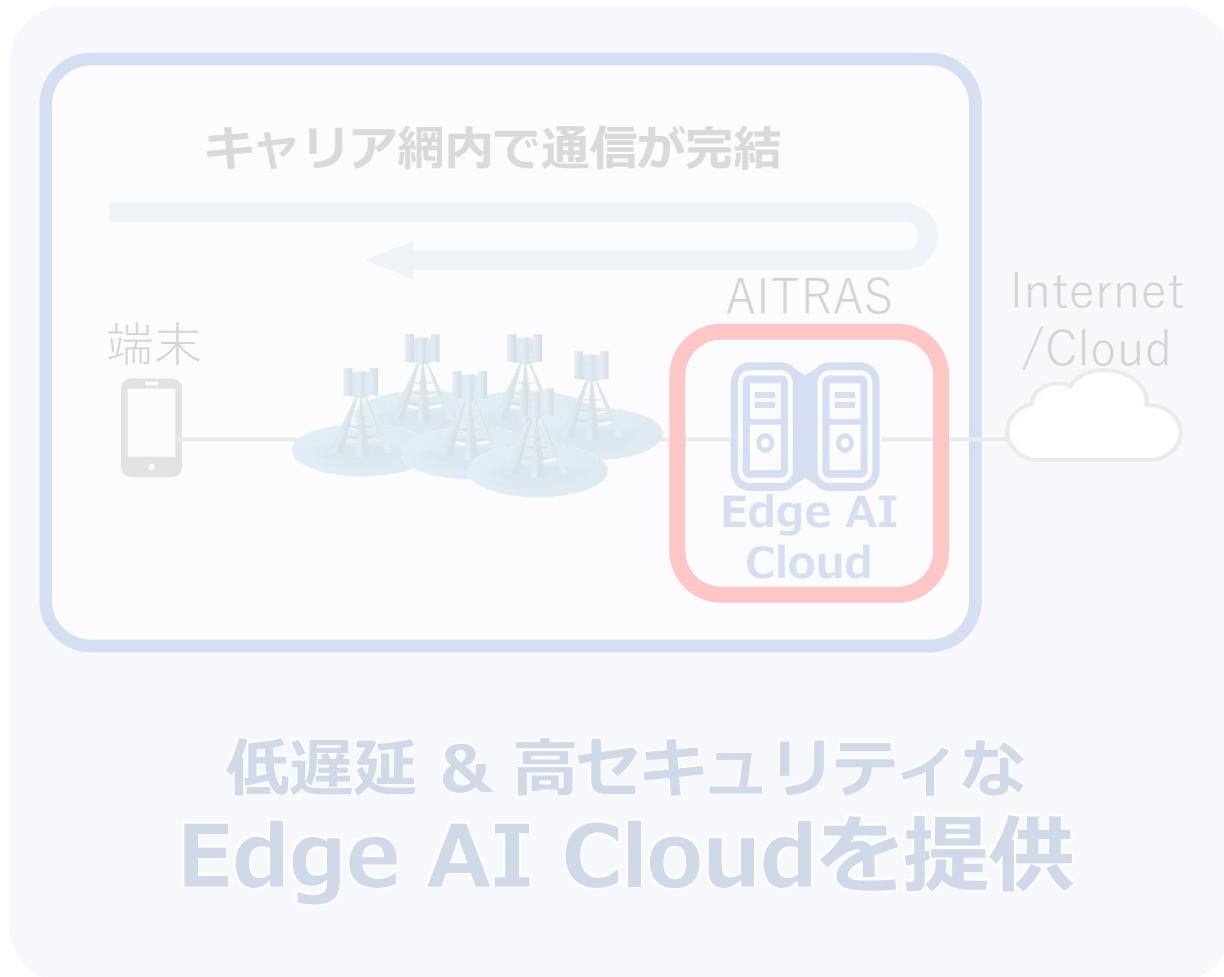 キャリア網内で通信が完結
AITRAS
Internet
/Cloud
端末
Edge AI
Cloud
低遅延 & 高セキュリティな
Edge AI Cloudを提供